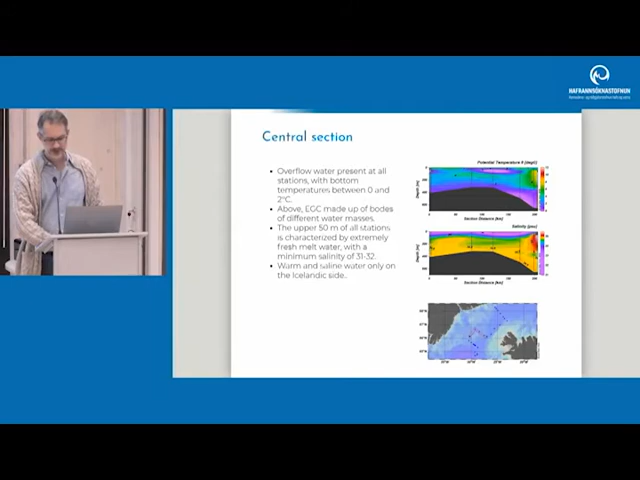 HAFRANNSÓKNASTOFNUN
Central section
• Overflow water present at all
stations, with bottom
temperatures between 0 and
2°C.
• Above, EGC made up of bodes
of different water masses.
• The upper 50 m of all stations
is characterized by extremely
fresh melt water, with a
minimum salinity of 31-32.
• Warm and saline water only on
the Icelandic side..
Potential Temperature θ [degC]
Depth [m]
Section Distance [km]
Salinity [psu]
Depth [m]
Section Distance [km]